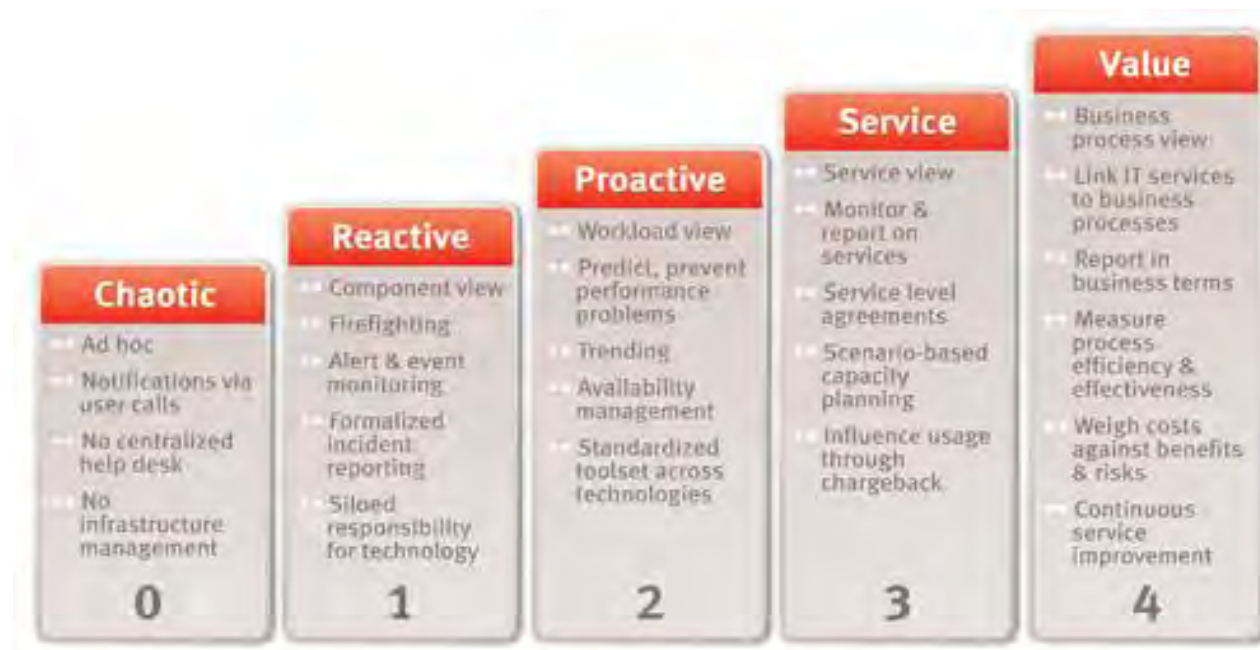 Chaotic
Ad hoc
Notifications via
user calls
No centralized
help desk
No
infrastructure
management
0
Reactive
Component view
Firefighting
Alert & event
monitoring
Formalized
incident
reporting
Siloed
responsibility
for technology
1
Proactive
Workload view
Predict, prevent
performance
problems
Trending
Availability
management
Standardized
toolset across
technologies
2
Service
Service view
Monitor &
report on
services
Service level
agreements
Scenario-based
capacity
planning
Influence usage
through
chargeback
3
Value
Business
process view
Link IT services
to business
processes
Report in
business terms
Measure
process
efficiency &
effectiveness
Weigh costs
against benefits
& risks
Continuous
service
improvement
4